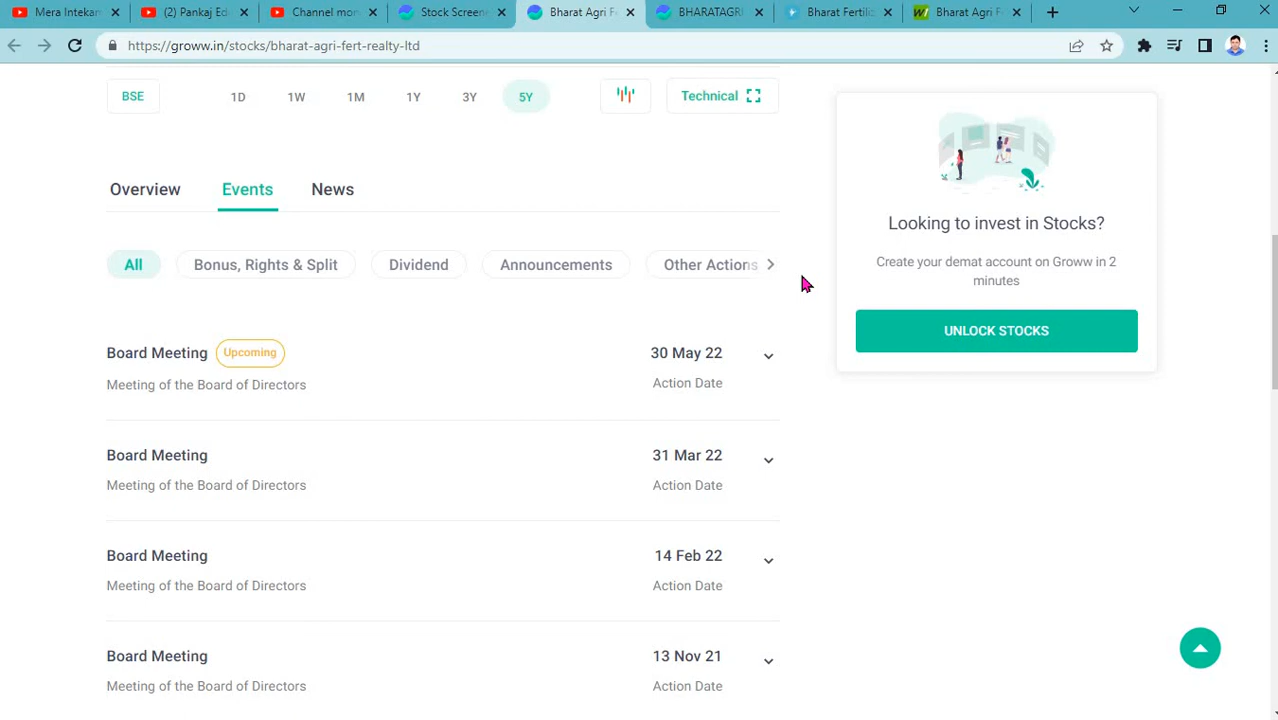 Mera Intekam
(2) Pankaj Ed
Channel mon
Stock Screene
Bharat Agri F
BHARATAGRI
Bharat Fertiliz
Bharat Agri F
https://groww.in/stocks/bharat-agri-fert-realty-ltd
BSE 1D 1W 1M 1Y 3Y 5Y Technical
Overview Events News
All Bonus, Rights & Split Dividend Announcements Other Actions
Board Meeting Upcoming 30 May 22
Meeting of the Board of Directors Action Date
Board Meeting 31 Mar 22
Meeting of the Board of Directors Action Date
Board Meeting 14 Feb 22
Meeting of the Board of Directors Action Date
Board Meeting 13 Nov 21
Meeting of the Board of Directors Action Date
Looking to invest in Stocks?
Create your demat account on Groww in 2
minutes
UNLOCK STOCKS